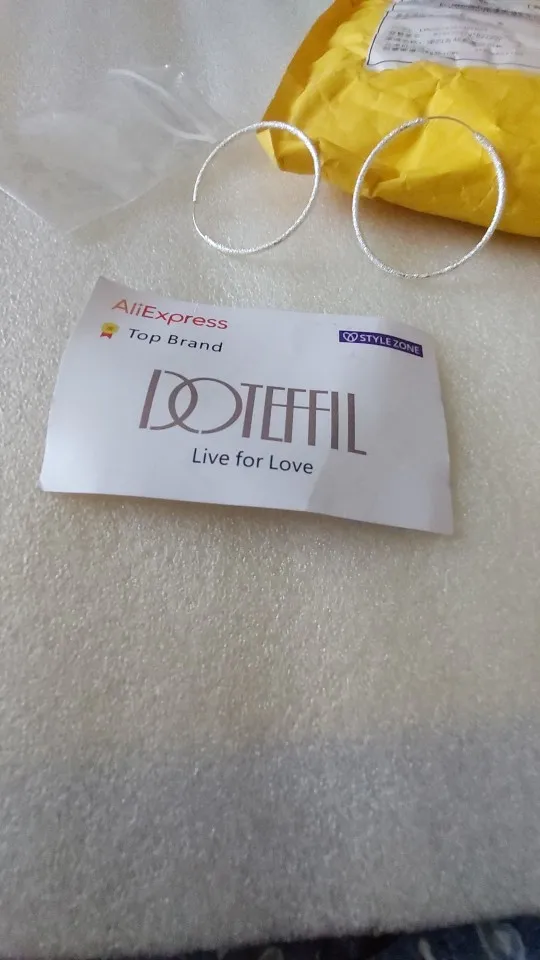 AliExpress
Top Brand
STYLE ZONE
DOTEFFIL
Live for Love